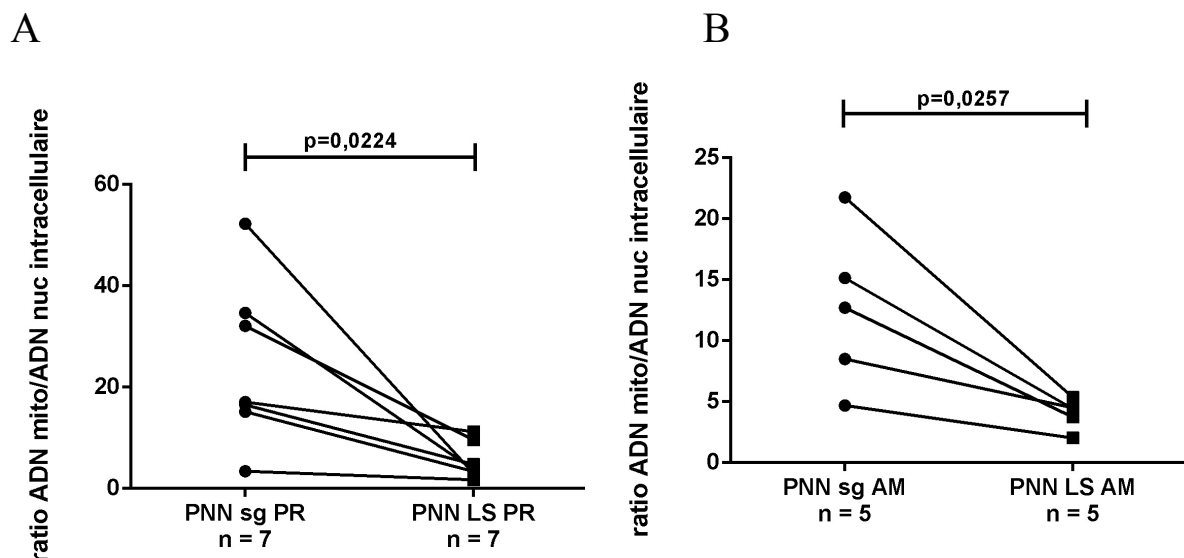 A
ratio ADN mito/ADN nuc intracellulaire
p=0,0224
60
40
20
0
PNN sg PR
n = 7
PNN LS PR
n = 7
B
ratio ADN mito/ADN nuc intracellulaire
p=0,0257
25
20
15
10
5
0
PNN sg AM
n = 5
PNN LS AM
n = 5